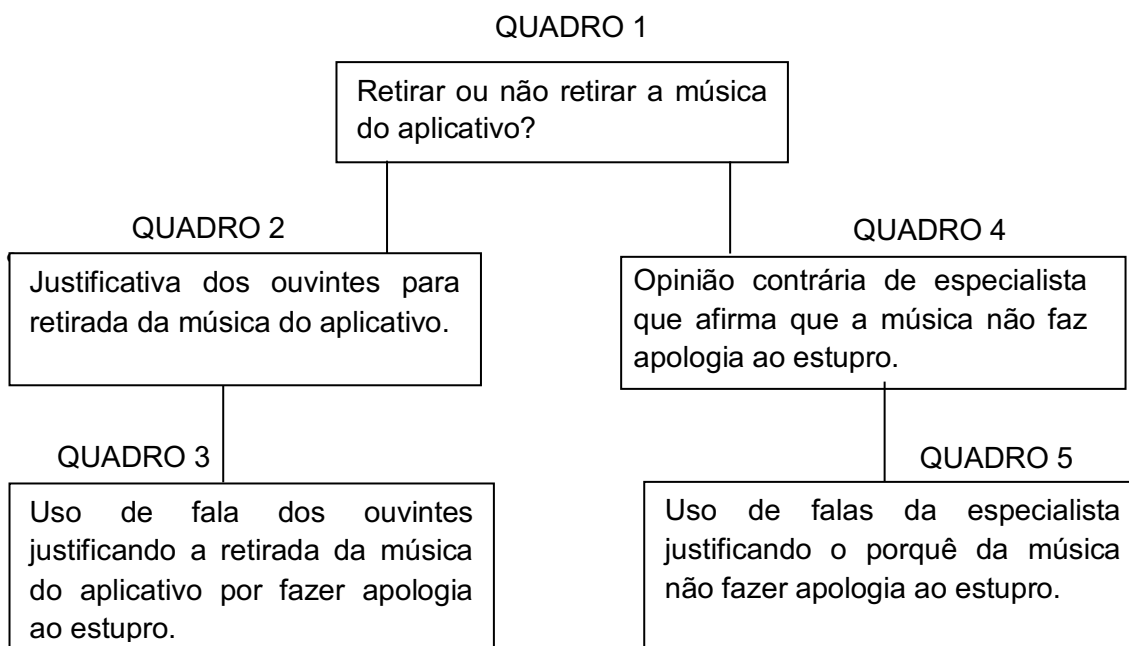 QUADRO 1
Retirar ou não retirar a música
do aplicativo?
QUADRO 2
Justificativa dos ouvintes para
retirada da música do aplicativo.
QUADRO 3
Uso de fala dos ouvintes
justificando a retirada da música
do aplicativo por fazer apologia
ao estupro.
QUADRO 4
Opinião contrária de especialista
que afirma que a música não faz
apologia ao estupro.
QUADRO 5
Uso de falas da especialista
justificando o porquê da música
não fazer apologia ao estupro.